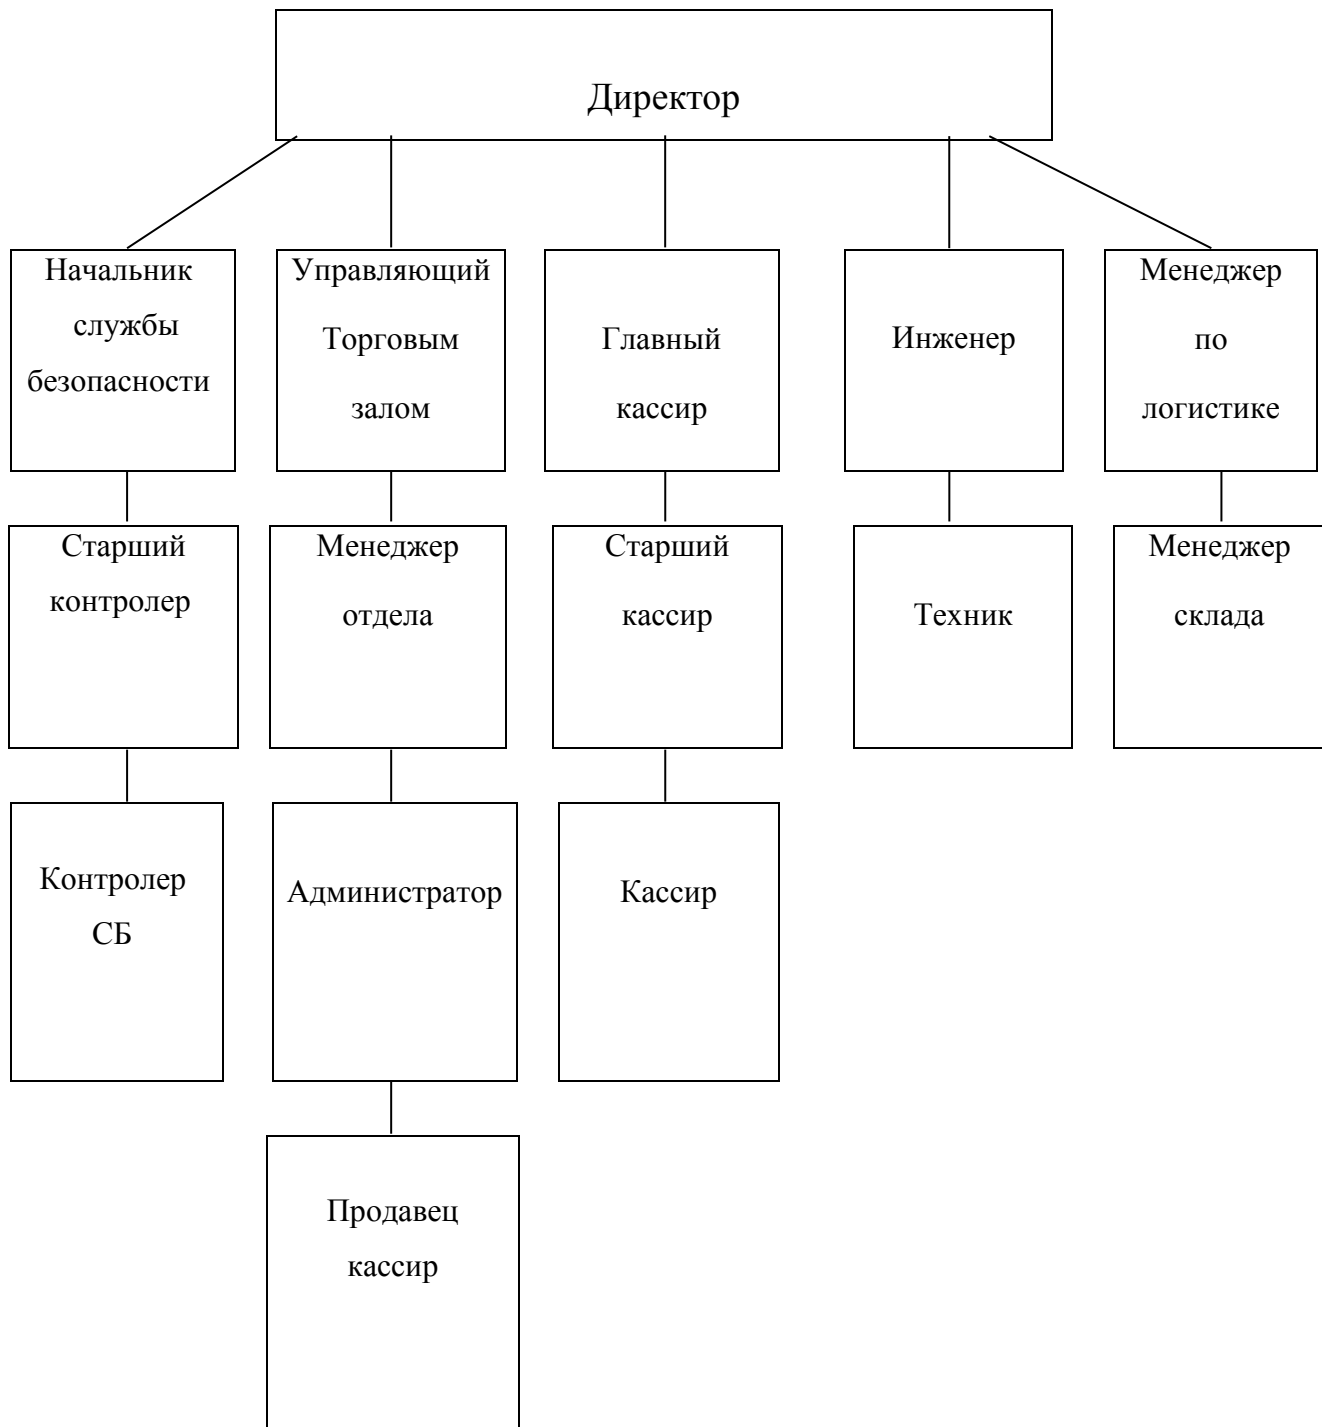 Директор
Начальник
службы
безопасности
Управляющий
Торговым
залом
Главный
кассир
Инженер
Менеджер
по
логистике
Старший
контролер
Менеджер
отдела
Старший
кассир
Техник
Менеджер
склада
Контролер
СБ
Администратор
Кассир
Продавец
кассир